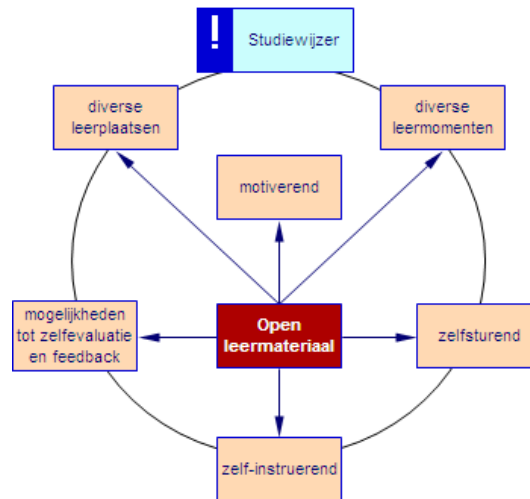 ! Studiewijzer
diverse
leerplaatsen
diverse
leermomenten
motiverend
mogelijkheden
tot zelfevaluatie
en feedback
Open
leermateriaal
zelfsturend
zelf-instruerend